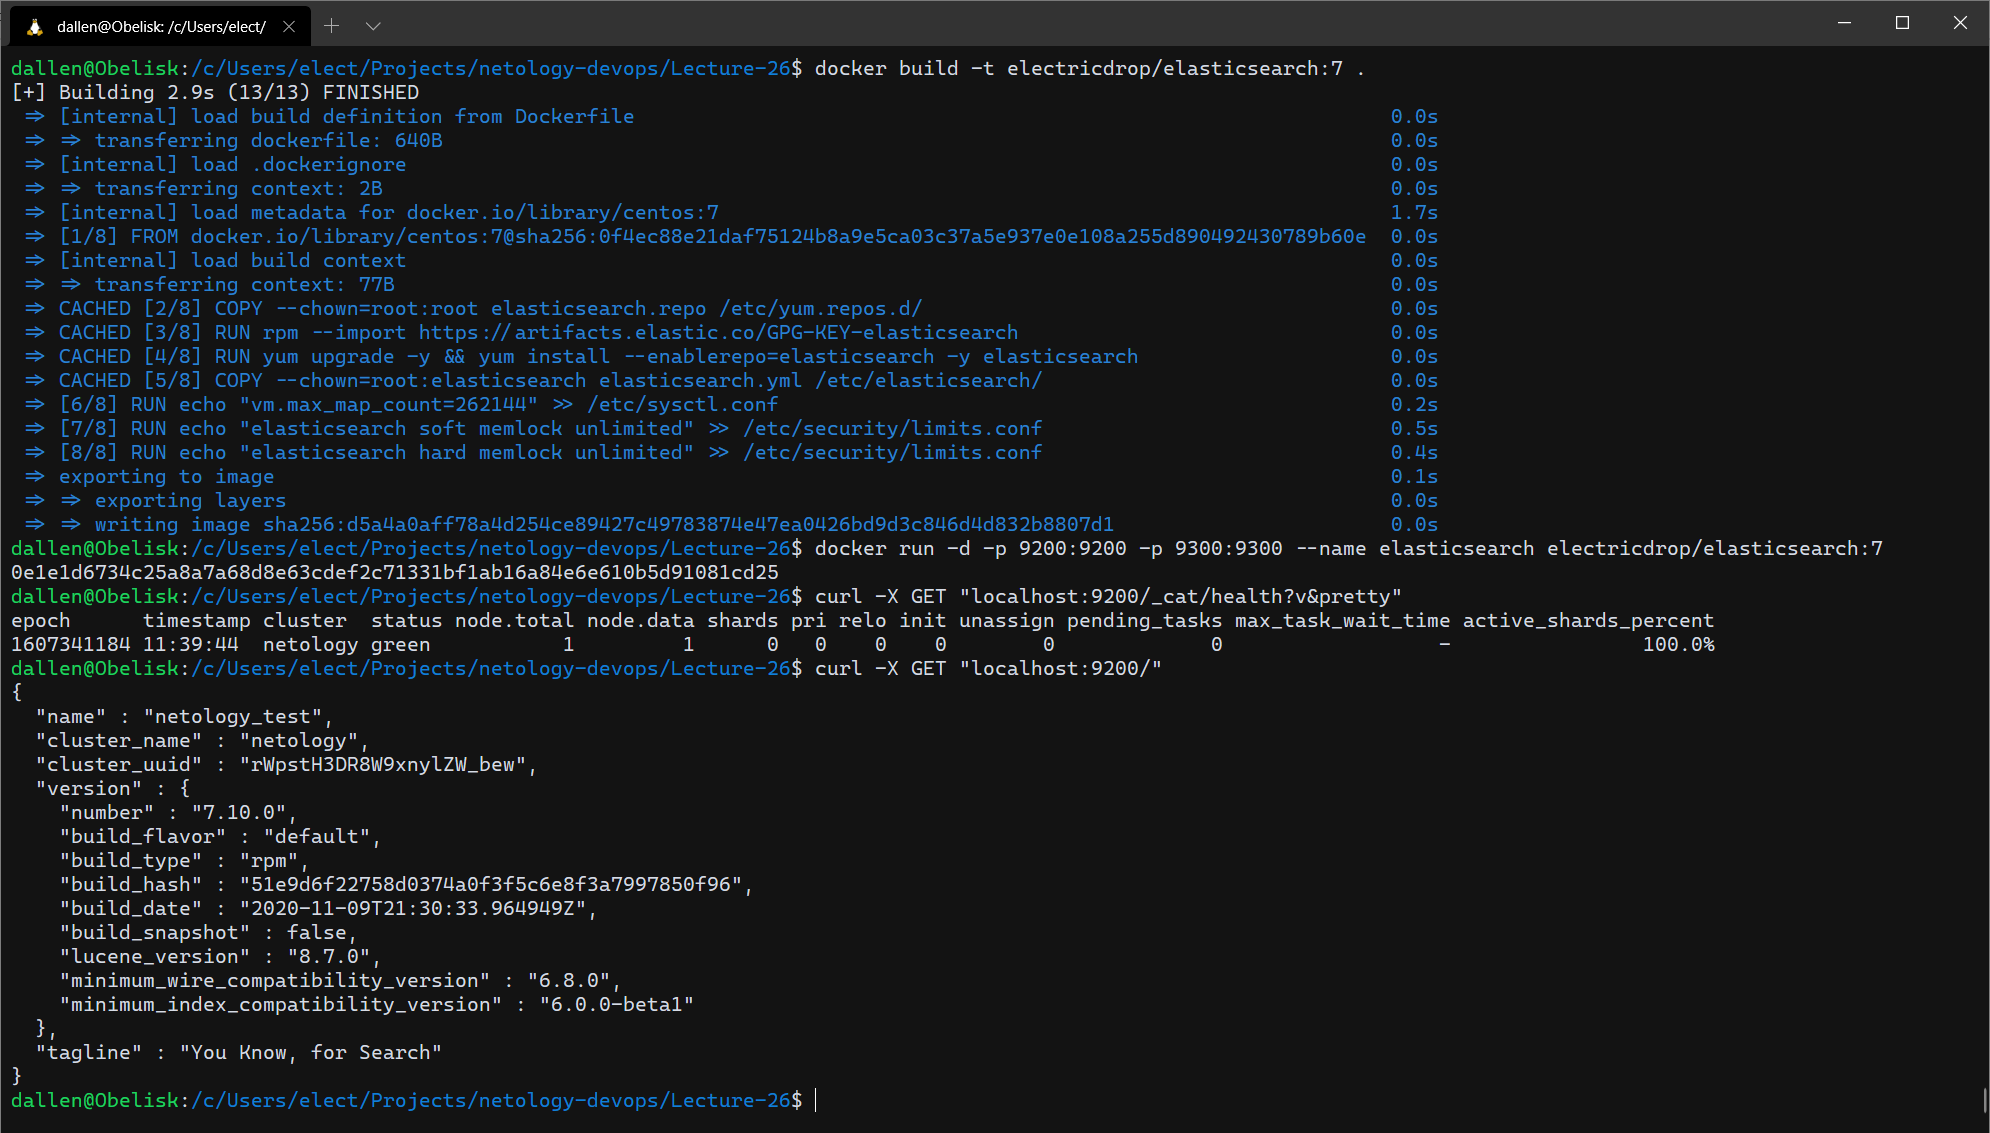 dallen@Obelisk: /c/Users/elect/
dallen@Obelisk:/c/Users/elect/Projects/netology-devops/Lecture-26$ docker build -t electricdrop/elasticsearch:7 .
[+] Building 2.9s (13/13) FINISHED
=> [internal] load build definition from Dockerfile 0.0s
=> => transferring dockerfile: 640B 0.0s
=> [internal] load .dockerignore 0.0s
=> => transferring context: 2B 0.0s
=> [internal] load metadata for docker.io/library/centos:7 1.7s
=> [1/8] FROM docker.io/library/centos:7@sha256:0f4ec88e21daf75124b8a9e5ca03c37a5e937e0e108a255d890492430789b60e 0.0s
=> [internal] load build context 0.0s
=> => transferring context: 77B 0.0s
=> CACHED [2/8] COPY --chown=root:root elasticsearch.repo /etc/yum.repos.d/ 0.0s
=> CACHED [3/8] RUN rpm --import https://artifacts.elastic.co/GPG-KEY-elasticsearch 0.0s
=> CACHED [4/8] RUN yum upgrade -y && yum install --enablerepo=elasticsearch -y elasticsearch 0.0s
=> CACHED [5/8] COPY --chown=root:elasticsearch elasticsearch.yml /etc/elasticsearch/ 0.0s
=> [6/8] RUN echo "vm.max_map_count=262144" >> /etc/sysctl.conf 0.2s
=> [7/8] RUN echo "elasticsearch soft memlock unlimited" >> /etc/security/limits.conf 0.5s
=> [8/8] RUN echo "elasticsearch hard memlock unlimited" >> /etc/security/limits.conf 0.4s
=> exporting to image 0.1s
=> => exporting layers 0.0s
=> => writing image sha256:d5a4a0aff78a4d254ce89427c49783874e47ea0426bd9d3c846d4d832b8807d1 0.0s
dallen@Obelisk:/c/Users/elect/Projects/netology-devops/Lecture-26$ docker run -d -p 9200:9200 -p 9300:9300 --name elasticsearch electricdrop/elasticsearch:7
0e1e1d6734c25a8a7a68d8e63cdef2c71331bf1ab16a84e6e610b5d91081cd25
dallen@Obelisk:/c/Users/elect/Projects/netology-devops/Lecture-26$ curl -X GET "localhost:9200/_cat/health?v&pretty"
epoch timestamp cluster status node.total node.data shards pri relo init unassign pending_tasks max_task_wait_time active_shards_percent
1607341184 11:39:44 netology green 1 1 0 0 0 0 0 0 - 100.0%
dallen@Obelisk:/c/Users/elect/Projects/netology-devops/Lecture-26$ curl -X GET "localhost:9200/"
{
"name" : "netology_test",
"cluster_name" : "netology",
"cluster_uuid" : "rWpstH3DR8W9xnylZW_bew",
"version" : {
"number" : "7.10.0",
"build_flavor" : "default",
"build_type" : "rpm",
"build_hash" : "51e9d6f22758d0374a0f3f5c6e8f3a7997850f96",
"build_date" : "2020-11-09T21:30:33.964949Z",
"build_snapshot" : false,
"lucene_version" : "8.7.0",
"minimum_wire_compatibility_version" : "6.8.0",
"minimum_index_compatibility_version" : "6.0.0-beta1"
},
"tagline" : "You Know, for Search"
}
dallen@Obelisk:/c/Users/elect/Projects/netology-devops/Lecture-26$